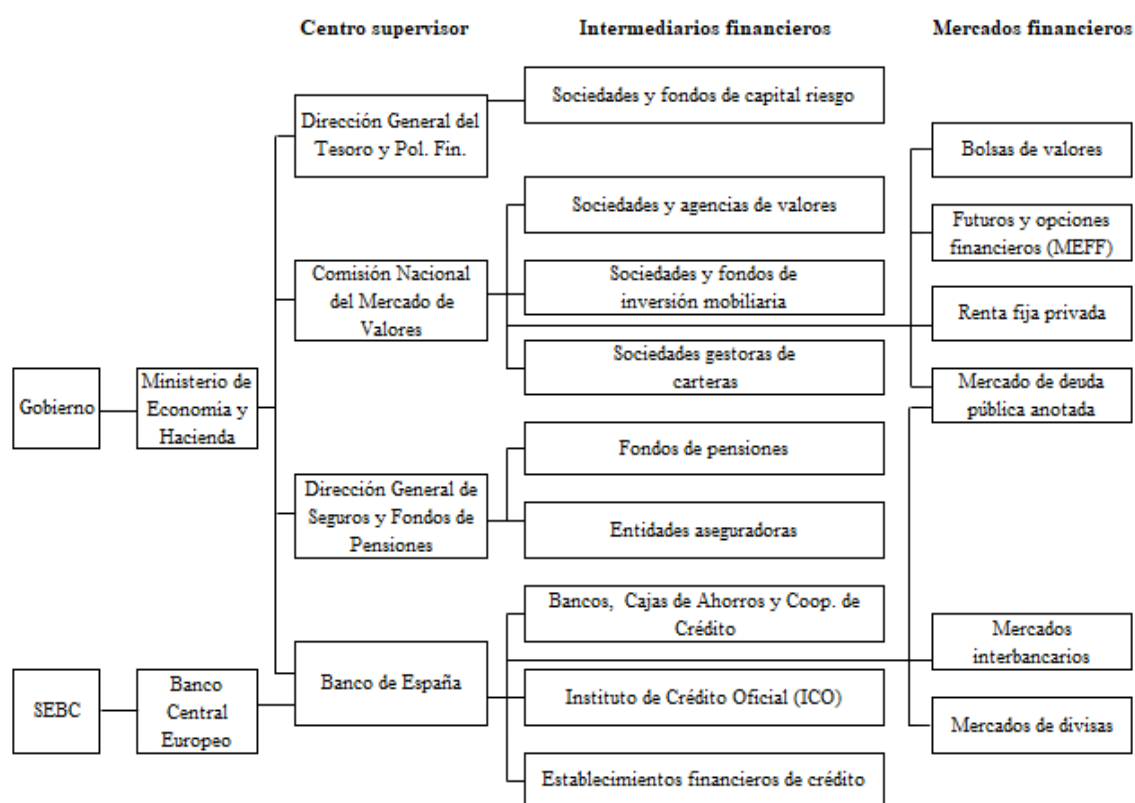 Centro supervisor
Intermediarios financieros
Mercados financieros
Sociedades y fondos de capital riesgo
Dirección General del
Tesoro y Pol. Fin.
Bolsas de valores
Sociedades y agencias de valores
Futuros y opciones
financieros (MEFF)
Comisión Nacional
del Mercado de
Valores
Sociedades y fondos de
inversión mobiliaria
Renta fija privada
Sociedades gestoras de
carteras
Mercado de deuda
pública anotada
Gobierno
Ministerio de
Economía y
Hacienda
Fondos de pensiones
Dirección General de
Seguros y Fondos de
Pensiones
Entidades aseguradoras
Bancos, Cajas de Ahorros y Coop. de
Crédito
Mercados
interbancarios
SEBC
Banco
Central
Europeo
Banco de España
Instituto de Crédito Oficial (ICO)
Mercados de divisas
Establecimientos financieros de crédito